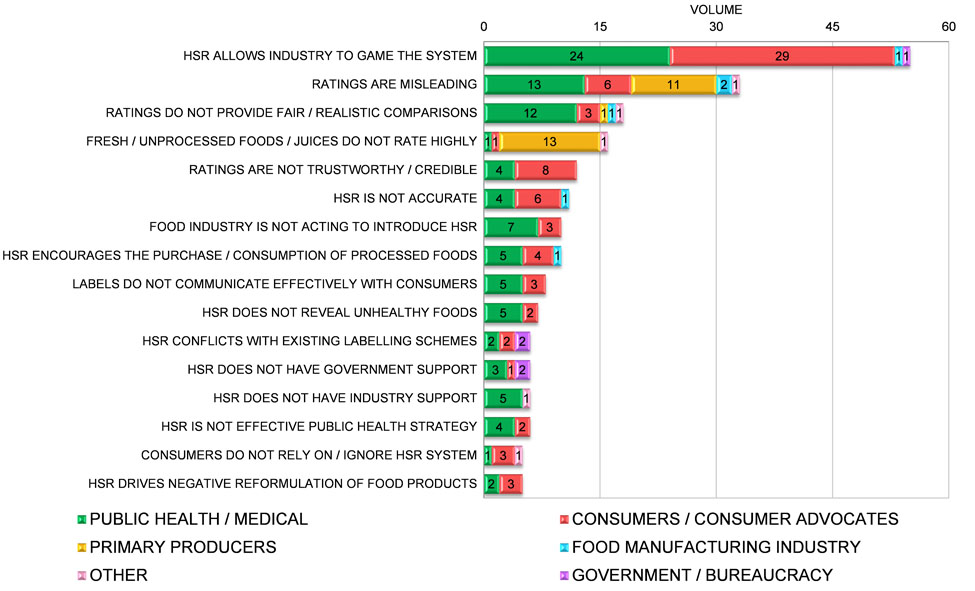 VOLUME
0 15 30 45 60
HSR ALLOWS INDUSTRY TO GAME THE SYSTEM 24 29 1 1
RATINGS ARE MISLEADING 13 6 11 2 1
RATINGS DO NOT PROVIDE FAIR / REALISTIC COMPARISONS 12 3 1 1 1
FRESH / UNPROCESSED FOODS / JUICES DO NOT RATE HIGHLY 1 1 13 1
RATINGS ARE NOT TRUSTWORTHY / CREDIBLE 4 8
HSR IS NOT ACCURATE 4 6 1
FOOD INDUSTRY IS NOT ACTING TO INTRODUCE HSR 7 3
HSR ENCOURAGES THE PURCHASE / CONSUMPTION OF PROCESSED FOODS 5 4 1
LABELS DO NOT COMMUNICATE EFFECTIVELY WITH CONSUMERS 5 3
HSR DOES NOT REVEAL UNHEALTHY FOODS 5 2
HSR CONFLICTS WITH EXISTING LABELLING SCHEMES 2 2 2
HSR DOES NOT HAVE GOVERNMENT SUPPORT 3 1 2
HSR DOES NOT HAVE INDUSTRY SUPPORT 5 1
HSR IS NOT EFFECTIVE PUBLIC HEALTH STRATEGY 4 2
CONSUMERS DO NOT RELY ON / IGNORE HSR SYSTEM 1 3 1
HSR DRIVES NEGATIVE REFORMULATION OF FOOD PRODUCTS 2 3
PUBLIC HEALTH / MEDICAL CONSUMERS / CONSUMER ADVOCATES
PRIMARY PRODUCERS FOOD MANUFACTURING INDUSTRY
OTHER GOVERNMENT / BUREAUCRACY